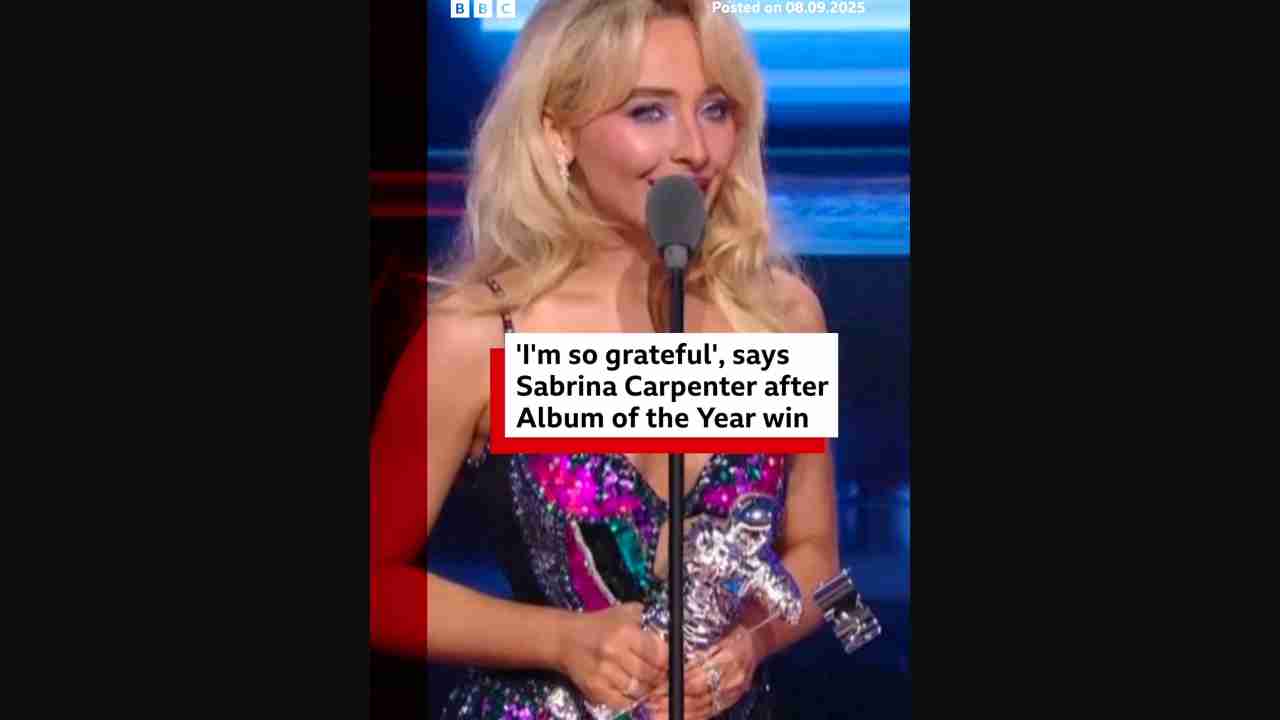 BBC
Posted on 08.09.2025
'I'm so grateful', says
Sabrina Carpenter after
Album of the Year win